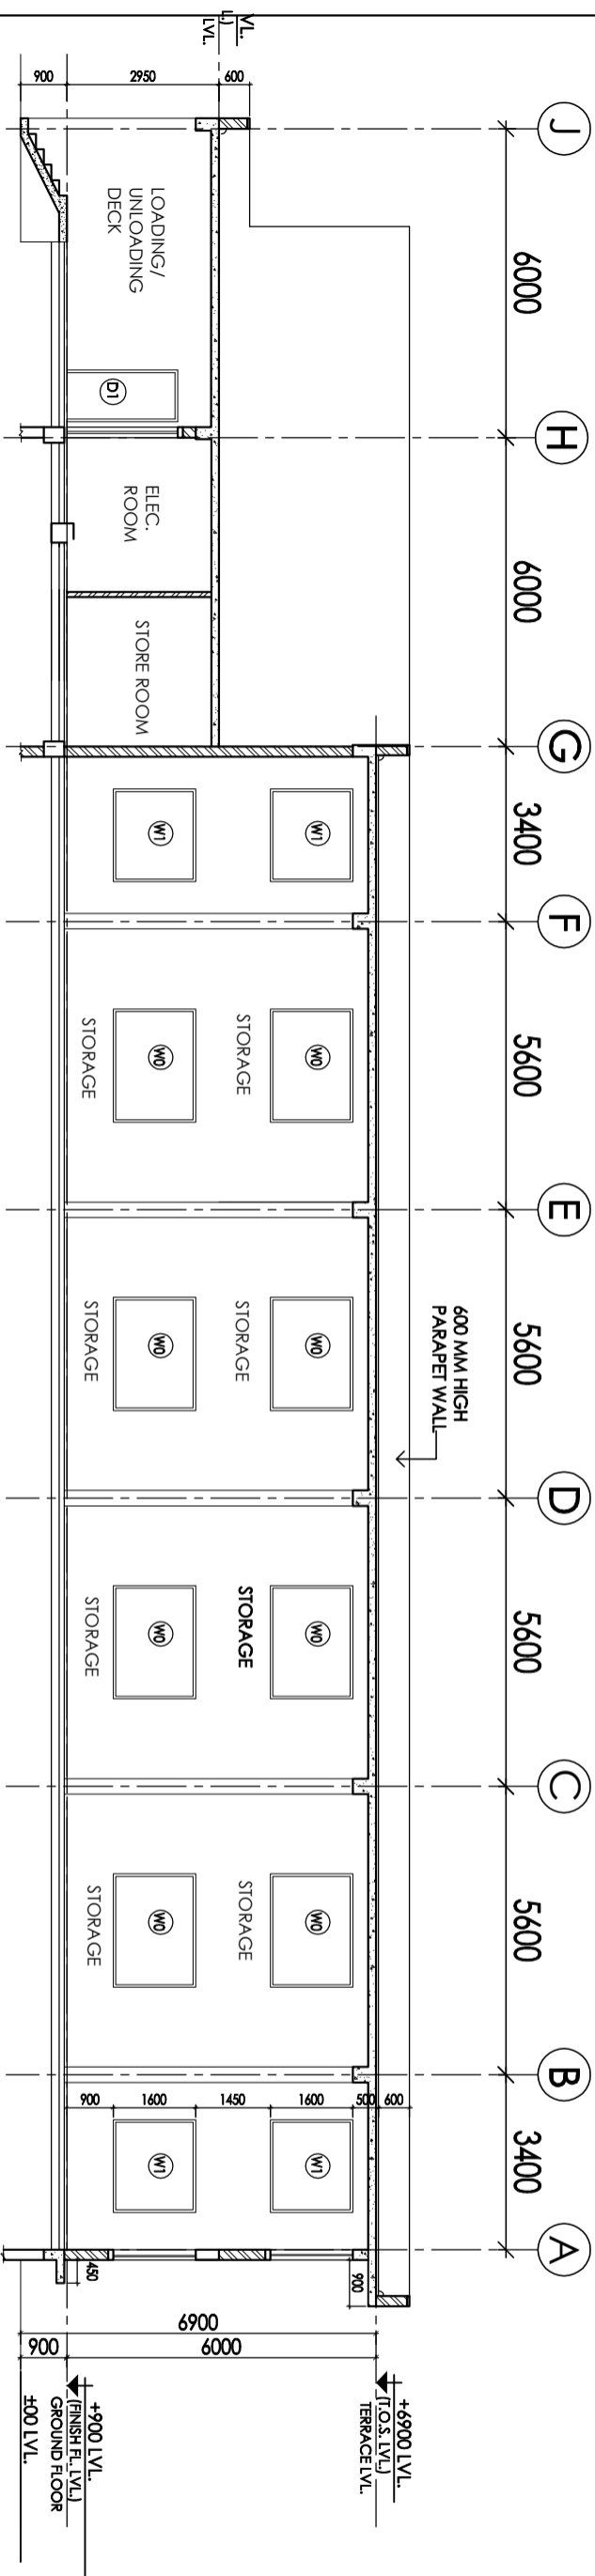 J
H
G
F
E
D
C
B
A
6000
6000
3400
5600
5600
5600
5600
3400
600 MM HIGH
PARAPET WALL
VL.
L.)
LVL.
600
2950
900
LOADING/
UNLOADING
DECK
D1
ELEC.
ROOM
STORE ROOM
W1
W0
W0
W0
W0
W1
STORAGE
STORAGE
STORAGE
STORAGE
W1
W0
W0
W0
W0
W1
STORAGE
STORAGE
STORAGE
STORAGE
600
500
1600
1450
1600
900
900
450
6900
6000
900
+6900 LVL.
(T.O.S. LVL.)
TERRACE LVL.
+900 LVL.
(FINISH FL. LVL.)
GROUND FLOOR
±00 LVL.